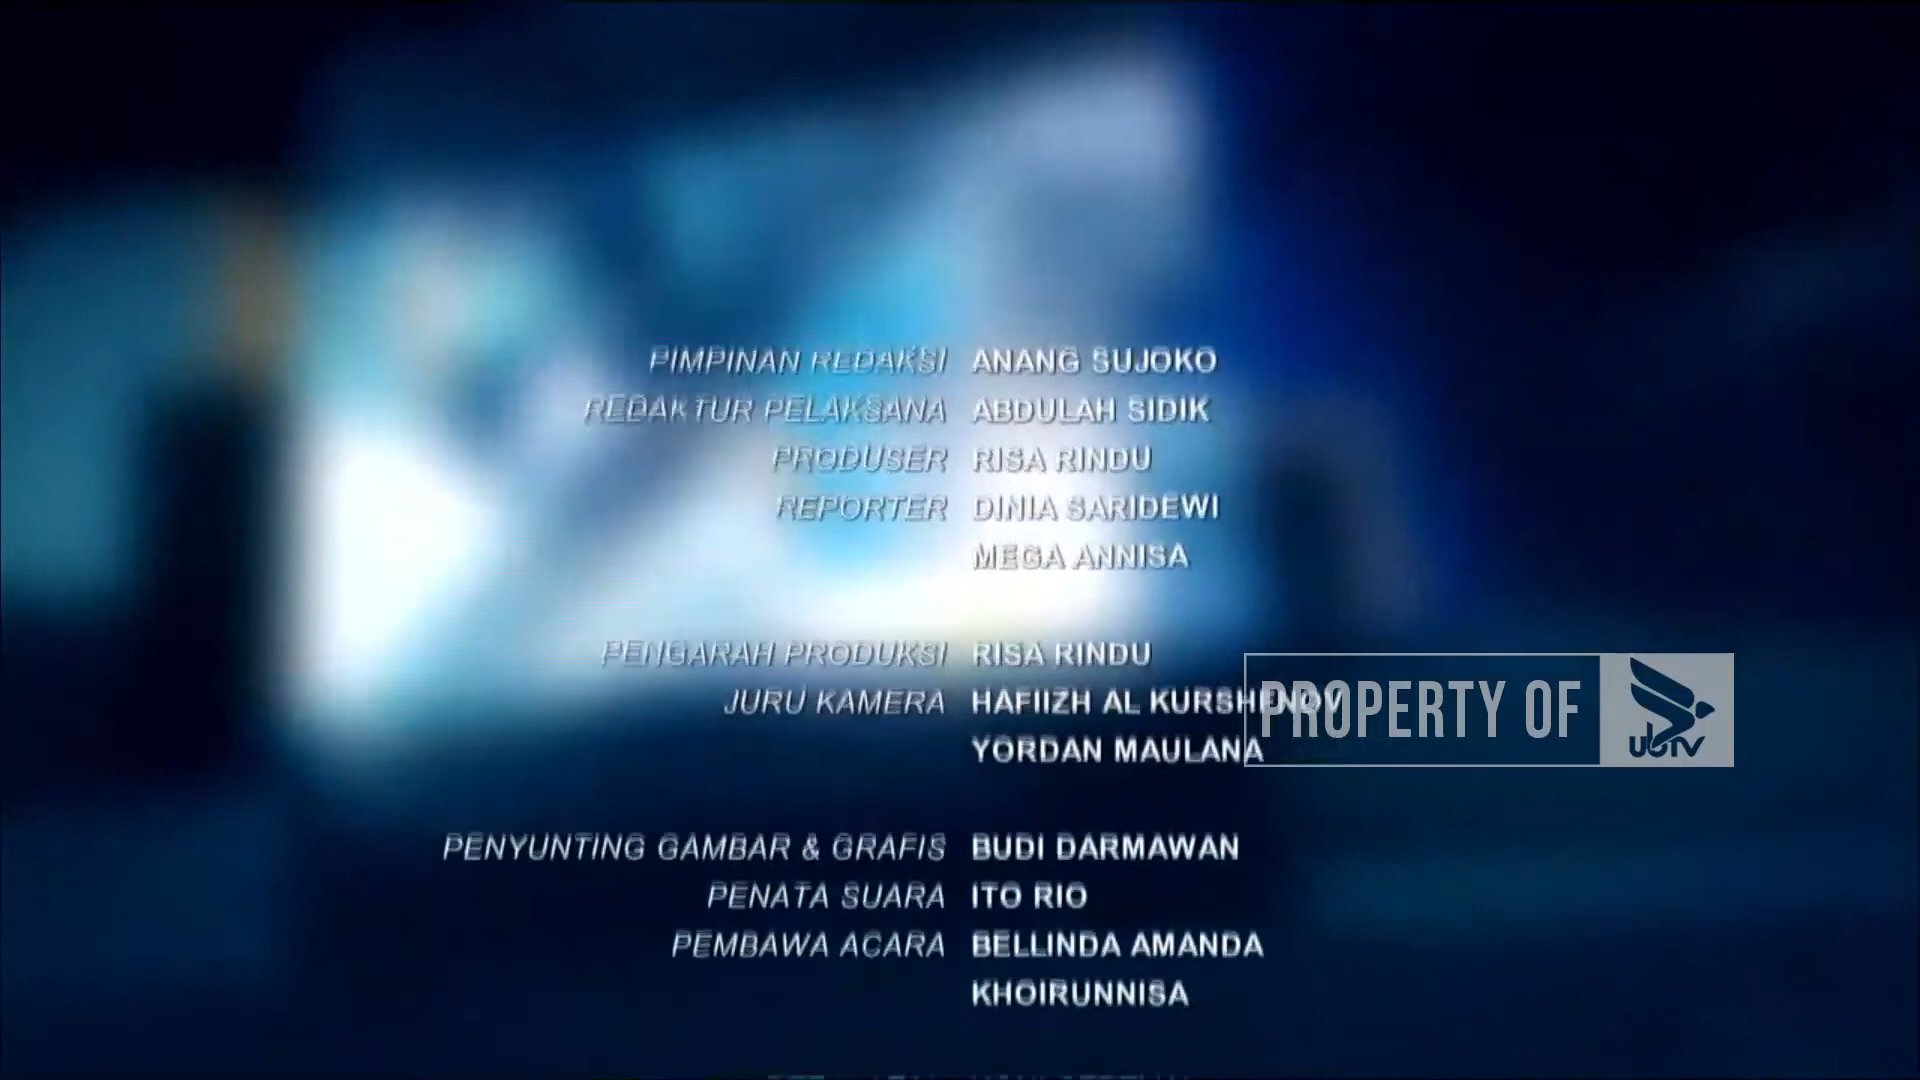 PIMPINAN REDAKSI ANANG SUJOKO
REDAKTUR PELAKSANA ABDULAH SIDIK
PRODUSER RISA RINDU
REPORTER DINIA SARIDEWI
MEGA ANNISA
PENGARAH PRODUKSI RISA RINDU
JURU KAMERA HAFIIZH AL KURSHENOV
YORDAN MAULANA
PROPERTY OF ubtv
PENYUNTING GAMBAR & GRAFIS BUDI DARMAWAN
PENATA SUARA ITO RIO
PEMBAWA ACARA BELLINDA AMANDA
KHOIRUNNISA